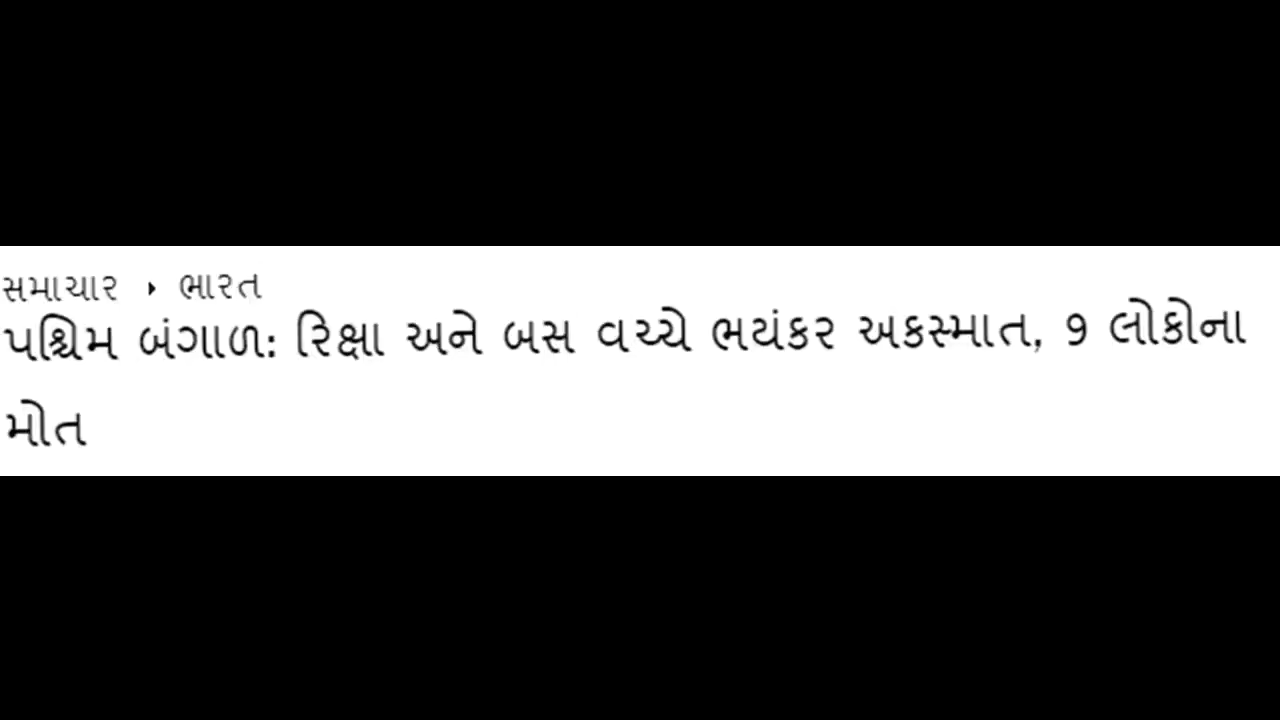 સમાચાર ‣ ભારત
પશ્ચિમ બંગાળ: રિક્ષા અને બસ વચ્ચે ભયંકર અકસ્માત, 9 લોકોના
મોત